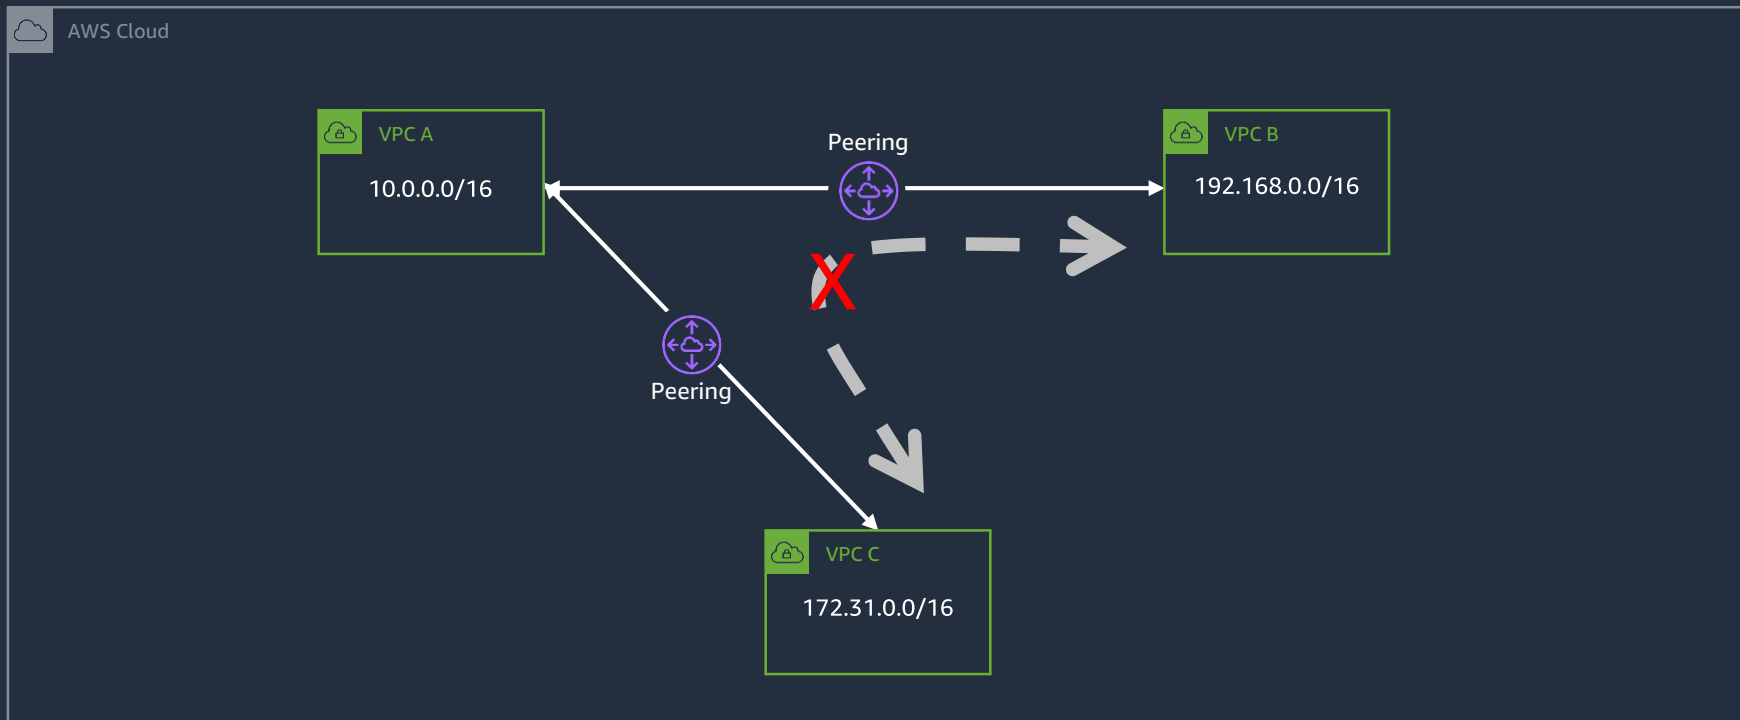 AWS Cloud
VPC A
10.0.0.0/16
Peering
VPC B
192.168.0.0/16
X
Peering
VPC C
172.31.0.0/16